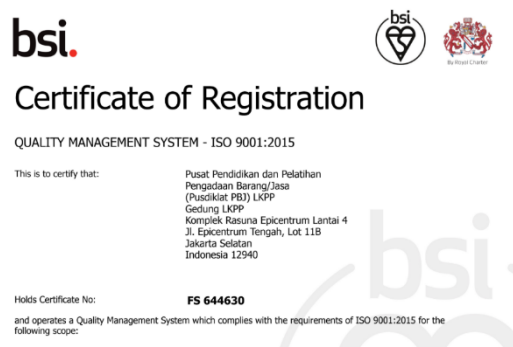 bsi.
bsi
By Royal Charter
Certificate of Registration
QUALITY MANAGEMENT SYSTEM - ISO 9001:2015
This is to certify that:
Pusat Pendidikan dan Pelatihan
Pengadaan Barang/Jasa
(Pusdiklat PBJ) LKPP
Gedung LKPP
Komplek Rasuna Epicentrum Lantai 4
Jl. Epicentrum Tengah, Lot 11B
Jakarta Selatan
Indonesia 12940
bsi
Holds Certificate No:
FS 644630
and operates a Quality Management System which complies with the requirements of ISO 9001:2015 for the
following scope: